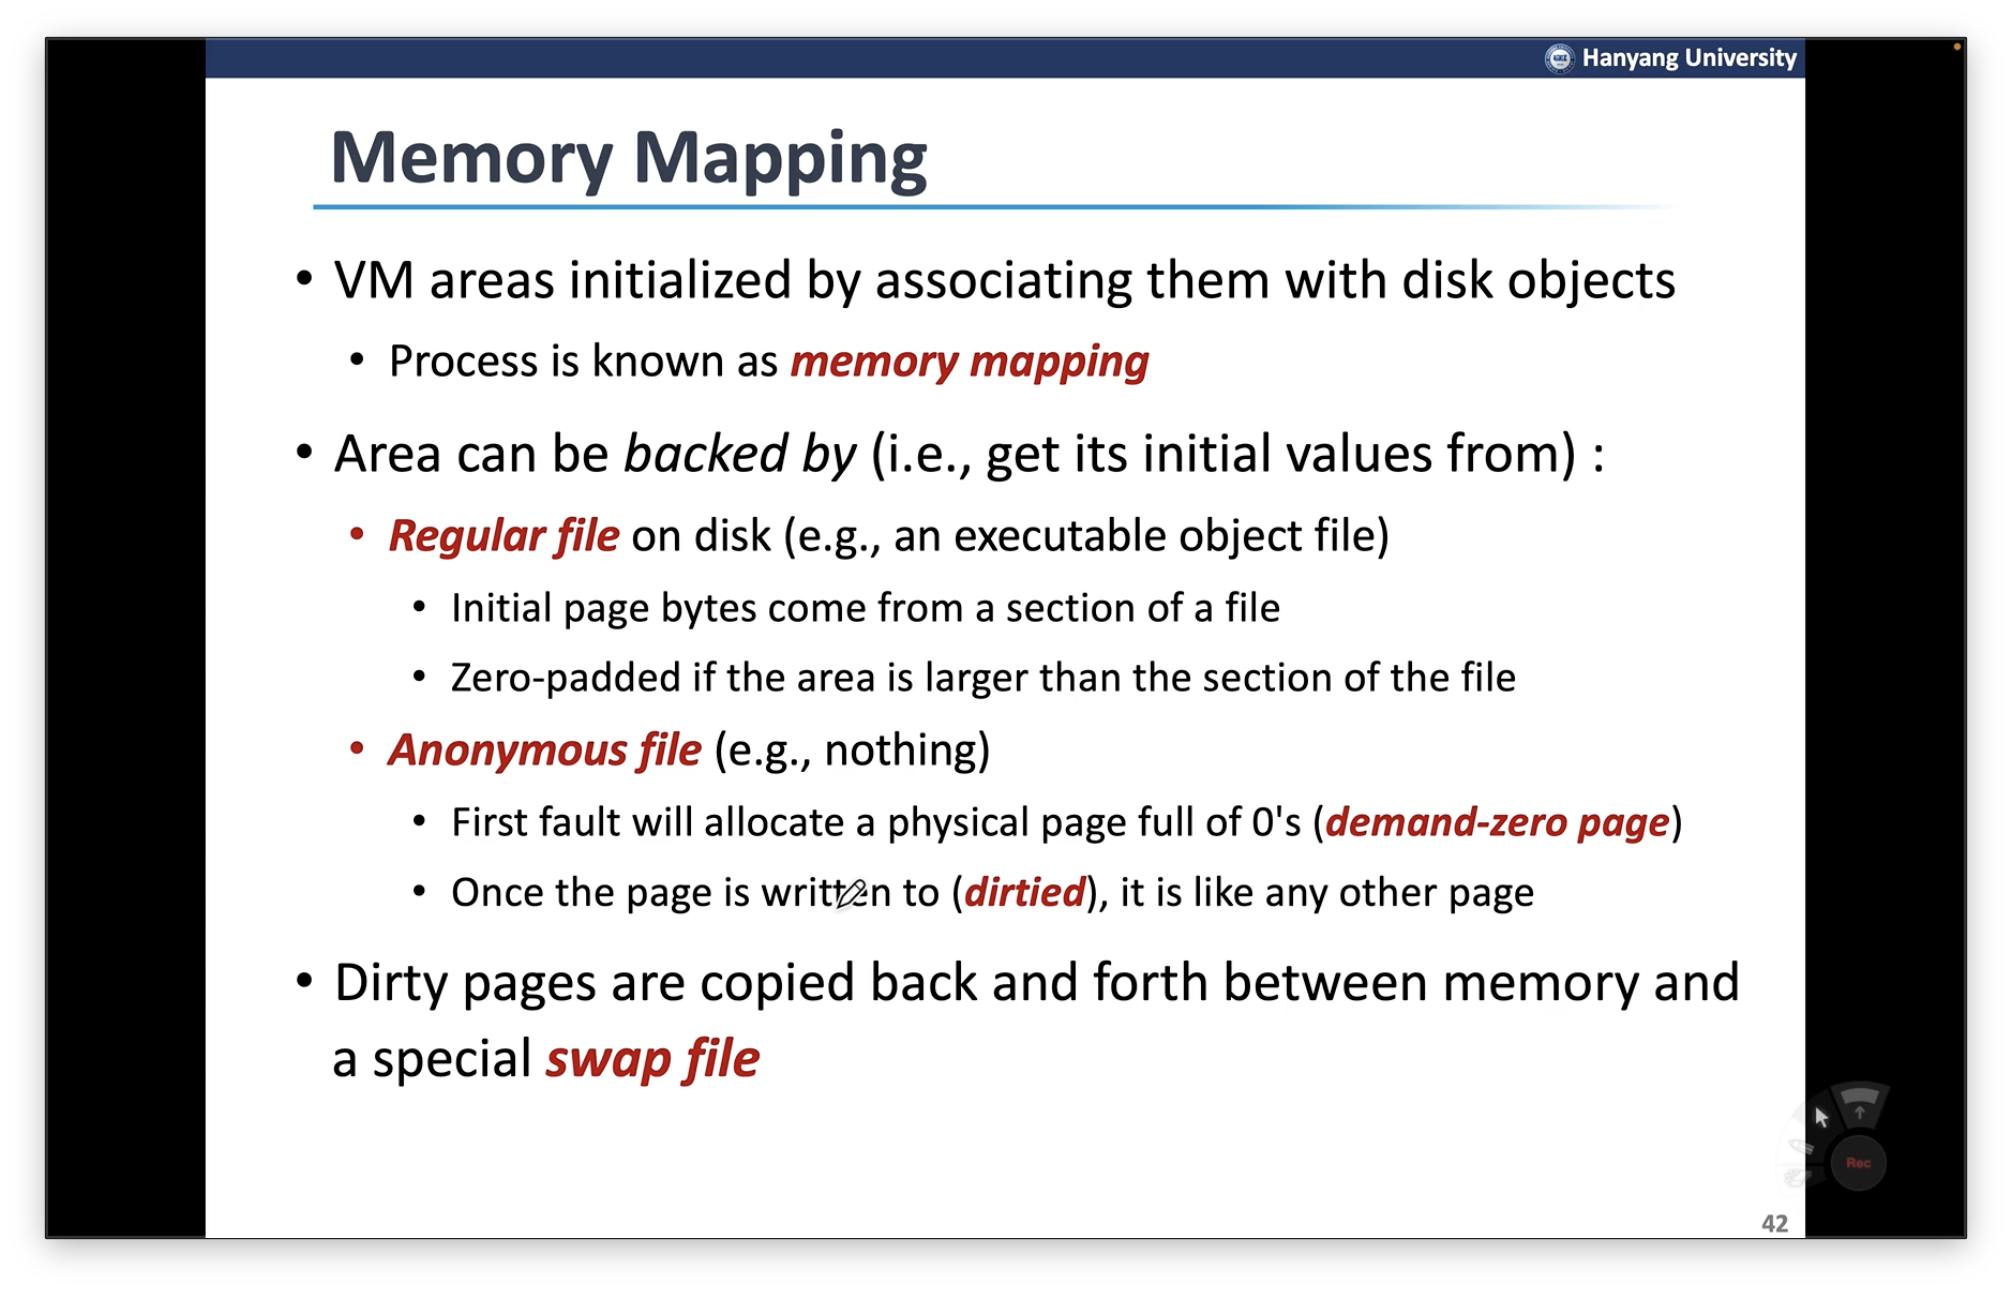 Hanyang University
Memory Mapping
• VM areas initialized by associating them with disk objects
• Process is known as memory mapping
• Area can be backed by (i.e., get its initial values from) :
• Regular file on disk (e.g., an executable object file)
• Initial page bytes come from a section of a file
• Zero-padded if the area is larger than the section of the file
• Anonymous file (e.g., nothing)
• First fault will allocate a physical page full of 0's (demand-zero page)
• Once the page is written to (dirtied), it is like any other page
• Dirty pages are copied back and forth between memory and
a special swap file
Rec
42